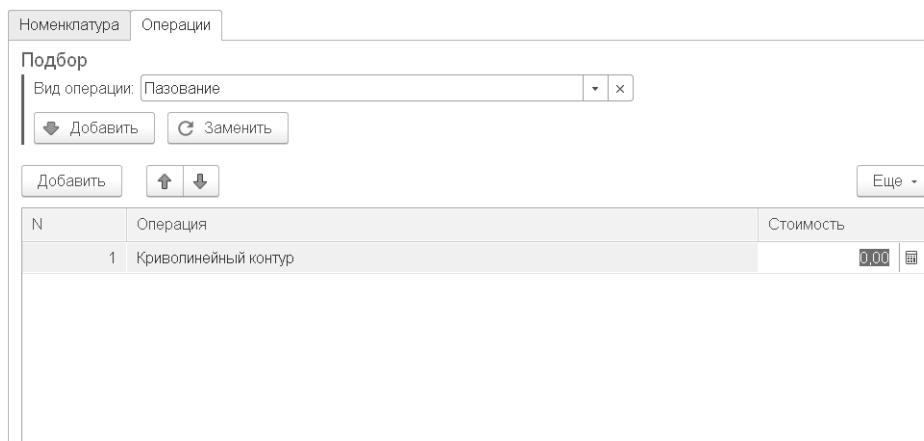 Номенклатура Операции
Подбор
Вид операции: Пазование
Добавить Заменить
Добавить Еще
N Операция Стоимость
1 Криволинейный контур 0,00